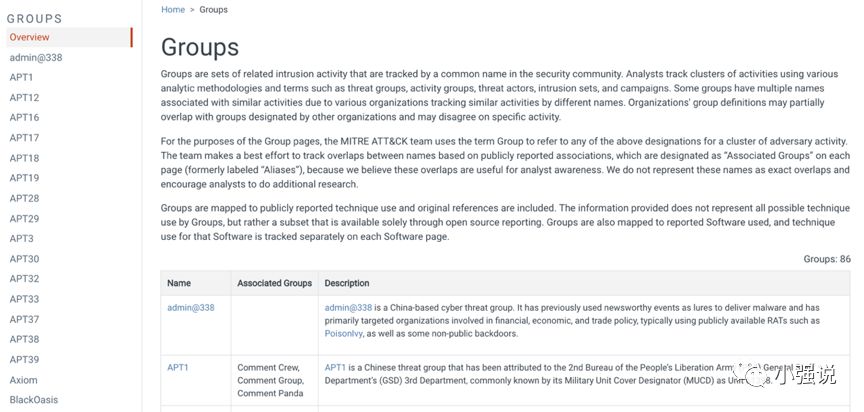 GROUPS
Overview
admin@338
APT1
APT12
APT16
APT17
APT18
APT19
APT28
APT29
APT3
APT30
APT32
APT33
APT37
APT38
APT39
Axiom
BlackOasis
Home > Groups
Groups
Groups are sets of related intrusion activity that are tracked by a common name in the security community. Analysts track clusters of activities using various
analytic methodologies and terms such as threat groups, activity groups, threat actors, intrusion sets, and campaigns. Some groups have multiple names
associated with similar activities due to various organizations tracking similar activities by different names. Organizations' group definitions may partially
overlap with groups designated by other organizations and may disagree on specific activity.
For the purposes of the Group pages, the MITRE ATT&CK team uses the term Group to refer to any of the above designations for a cluster of adversary activity.
The team makes a best effort to track overlaps between names based on publicly reported associations, which are designated as “Associated Groups” on each
page (formerly labeled “Aliases”), because we believe these overlaps are useful for analyst awareness. We do not represent these names as exact overlaps and
encourage analysts to do additional research.
Groups are mapped to publicly reported technique use and original references are included. The information provided does not represent all possible technique
use by Groups, but rather a subset that is available solely through open source reporting. Groups are also mapped to reported Software used, and technique
use for that Software is tracked separately on each Software page.
Groups: 86
Name Associated Groups Description
admin@338 admin@338 is a China-based cyber threat group. It has previously used newsworthy events as lures to deliver malware and has
primarily targeted organizations involved in financial, economic, and trade policy, typically using publicly available RATs such as
PoisonIvy, as well as some non-public backdoors.
APT1 Comment Crew, APT1 is a Chinese threat group that has been attributed to the 2nd Bureau of the People's Liberation General
Comment Group, Department's (GSD) 3rd Department, commonly known by its Military Unit Cover Designator (MUCD) as
Comment Panda
小强说